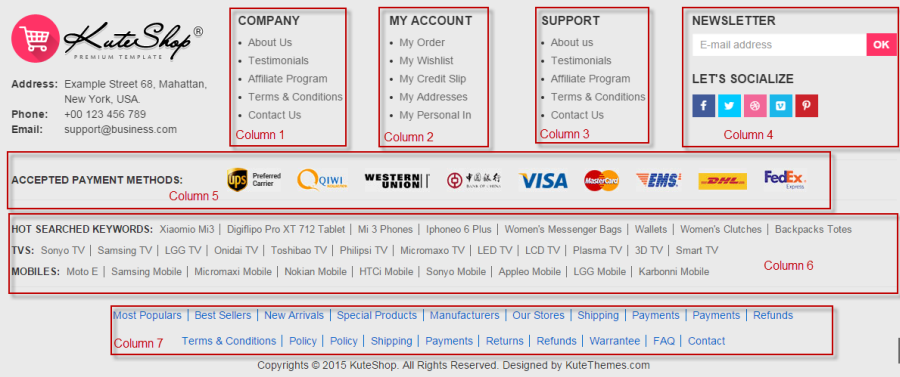 KuteShop®
PREMIUM TEMPLATE
Address: Example Street 68, Mahattan,
New York, USA.
Phone: +00 123 456 789
Email: support@business.com
COMPANY
About Us
Testimonials
Affiliate Program
Terms & Conditions
Contact Us
Column 1
MY ACCOUNT
My Order
My Wishlist
My Credit Slip
My Addresses
My Personal In
Column 2
SUPPORT
About us
Testimonials
Affiliate Program
Terms & Conditions
Contact Us
Column 3
NEWSLETTER
E-mail address OK
LET'S SOCIALIZE
Column 4
ACCEPTED PAYMENT METHODS: ups Preferred Carrier QIWI WESTERN UNION 中国银行 BANK OF CHINA VISA MasterCard EMS DHL FedEx Express
Column 5
HOT SEARCHED KEYWORDS: Xiaomio Mi3 | Digiflipo Pro XT 712 Tablet | Mi 3 Phones | Iphoneo 6 Plus | Women's Messenger Bags | Wallets | Women's Clutches | Backpacks Totes
TVS: Sonyo TV | Samsing TV | LGG TV | Onidai TV | Toshibao TV | Philipsi TV | Micromaxo TV | LED TV | LCD TV | Plasma TV | 3D TV | Smart TV
MOBILES: Moto E | Samsing Mobile | Micromaxi Mobile | Nokian Mobile | HTCi Mobile | Sonyo Mobile | Appleo Mobile | LGG Mobile | Karbonni Mobile
Column 6
Most Populars | Best Sellers | New Arrivals | Special Products | Manufacturers | Our Stores | Shipping | Payments | Payments | Refunds
Terms & Conditions | Policy | Policy | Shipping | Payments | Returns | Refunds | Warrantee | FAQ | Contact
Column 7
Copyrights © 2015 KuteShop. All Rights Reserved. Designed by KuteThemes.com